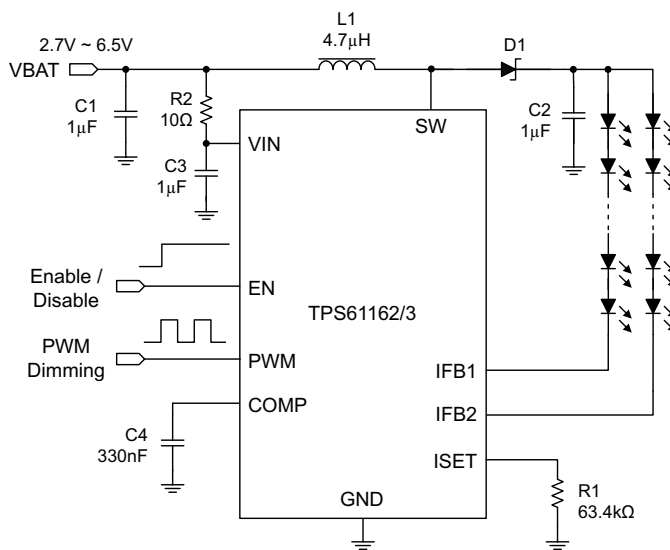 L1
2.7V ~ 6.5V
4.7μH
D1
VBAT
C1
1μF
R2
10Ω
C2
1μF
SW
VIN
C3
1μF
Enable /
Disable
EN
TPS61162/3
PWM
Dimming
PWM
IFB1
COMP
IFB2
C4
330nF
ISET
R1
63.4kΩ
GND